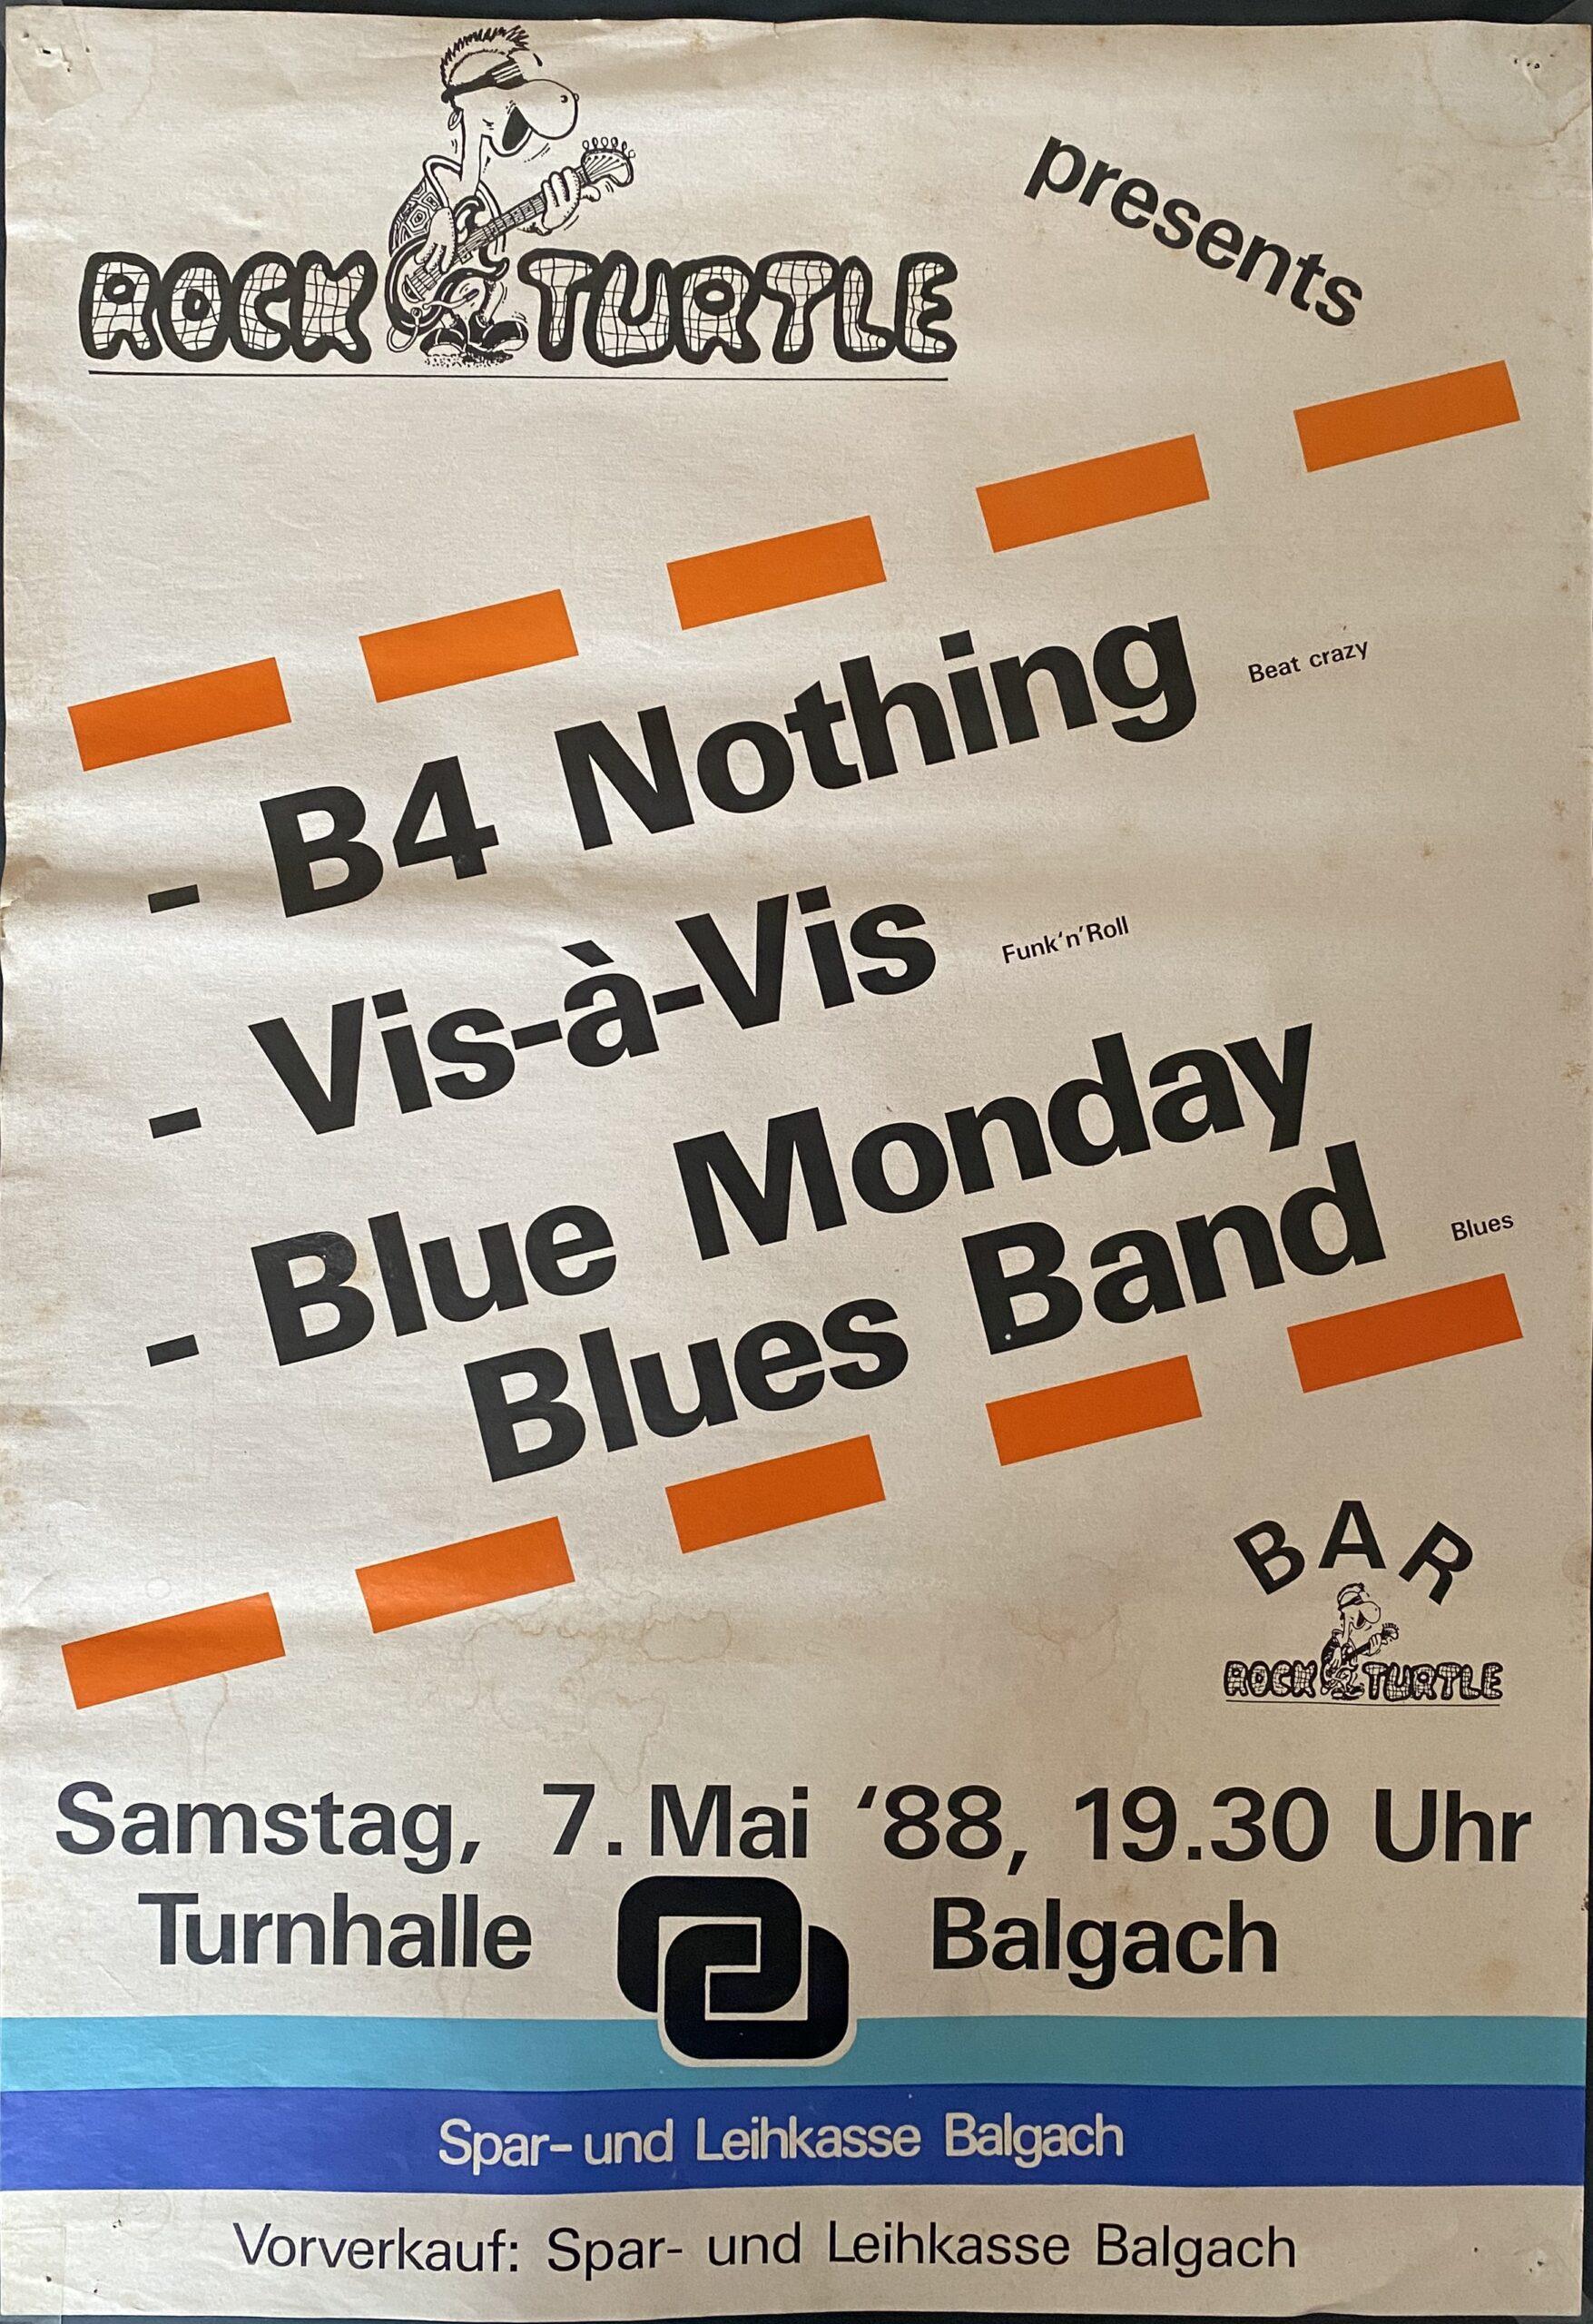 ROCK TURTLE
presents
- B4 Nothing Beat crazy
- Vis-à-Vis Funk'n'Roll
- Blue Monday
Blues Band Blues
BAR
ROCK TURTLE
Samstag, 7. Mai '88, 19.30 Uhr
Turnhalle Balgach
Spar- und Leihkasse Balgach
Vorverkauf: Spar- und Leihkasse Balgach